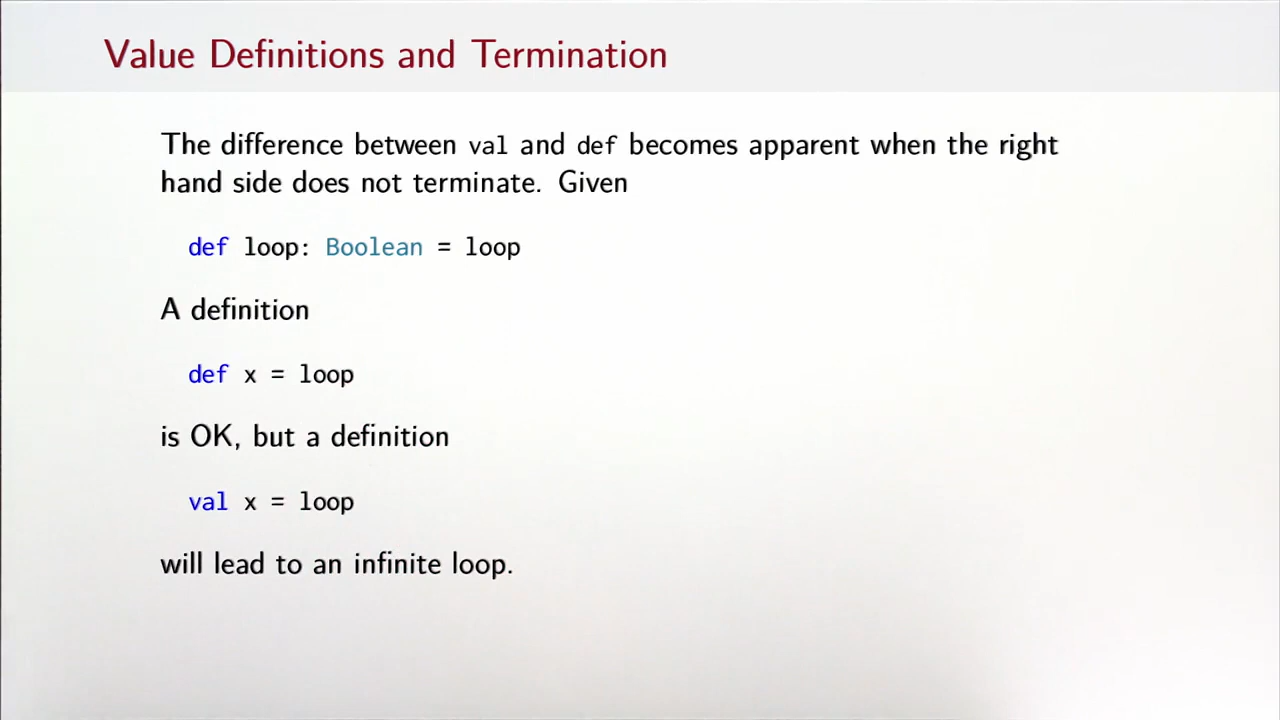 Value Definitions and Termination
The difference between val and def becomes apparent when the right
hand side does not terminate. Given
def loop: Boolean = loop
A definition
def x = loop
is OK, but a definition
val x = loop
will lead to an infinite loop.